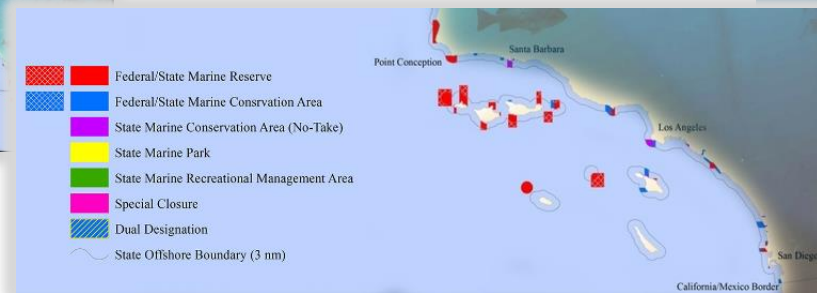 Federal/State Marine Reserve
Federal/State Marine Consrvation Area
State Marine Conservation Area (No-Take)
State Marine Park
State Marine Recreational Management Area
Special Closure
Dual Designation
State Offshore Boundary (3 nm)
Point Conception
Santa Barbara
Los Angeles
San Diego
California/Mexico Border